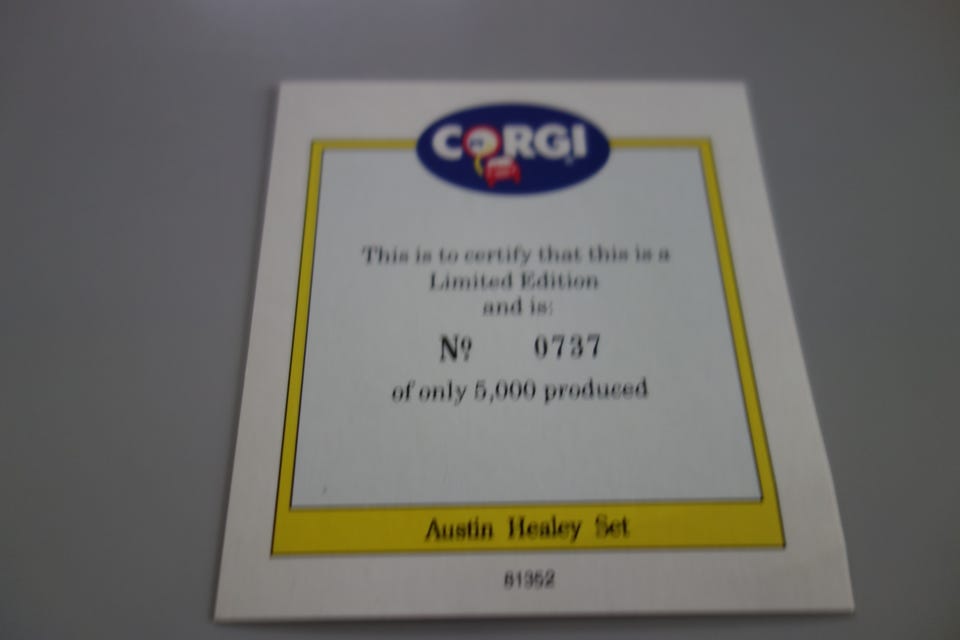 CORGI
This is to certify that this is a
Limited Edition
and is:
Nº 0737
of only 5,000 produced
Austin Healey Set
81352